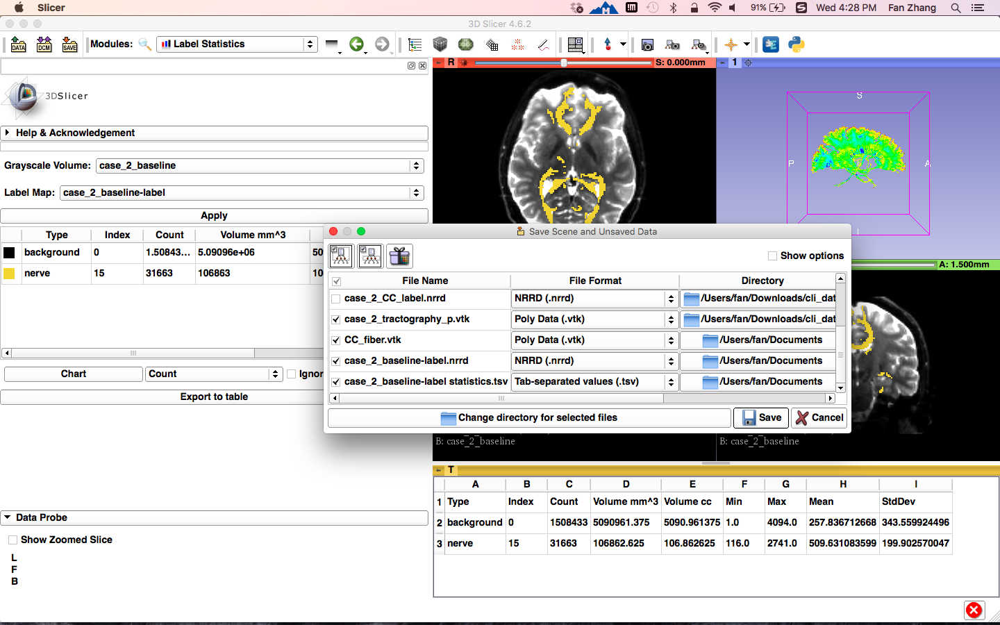 Slicer
91%
Wed 4:28 PM
Fan Zhang
3D Slicer 4.6.2
DATA
DCM
SAVE
Modules:
Label Statistics
R
S: 0.000mm
1
3DSlicer
Help & Acknowledgement
Grayscale Volume:
case_2_baseline
Label Map:
case_2_baseline-label
Apply
Type Index Count Volume mm^3
background 0 1.50843... 5.09096e+06 50
nerve 15 31663 106863 10
Chart
Count
Ignor
Export to table
S
P
A
I
A: 1.500mm
Save Scene and Unsaved Data
Show options
File Name File Format Directory
case_2_CC_label.nrrd NRRD (.nrrd) /Users/fan/Downloads/cli_dat
case_2_tractography_p.vtk Poly Data (.vtk) /Users/fan/Downloads/cli_dat
CC_fiber.vtk Poly Data (.vtk) /Users/fan/Documents
case_2_baseline-label.nrrd NRRD (.nrrd) /Users/fan/Documents
case_2_baseline-label statistics.tsv Tab-separated values (.tsv) /Users/fan/Documents
Change directory for selected files
Save
Cancel
B: case_2_baseline
B: case_2_baseline
T
A B C D E F G H I
1 Type Index Count Volume mm^3 Volume cc Min Max Mean StdDev
2 background 0 1508433 5090961.375 5090.961375 1.0 4094.0 257.836712668 343.559924496
3 nerve 15 31663 106862.625 106.862625 116.0 2741.0 509.631083599 199.902570047
Data Probe
Show Zoomed Slice
L
F
B